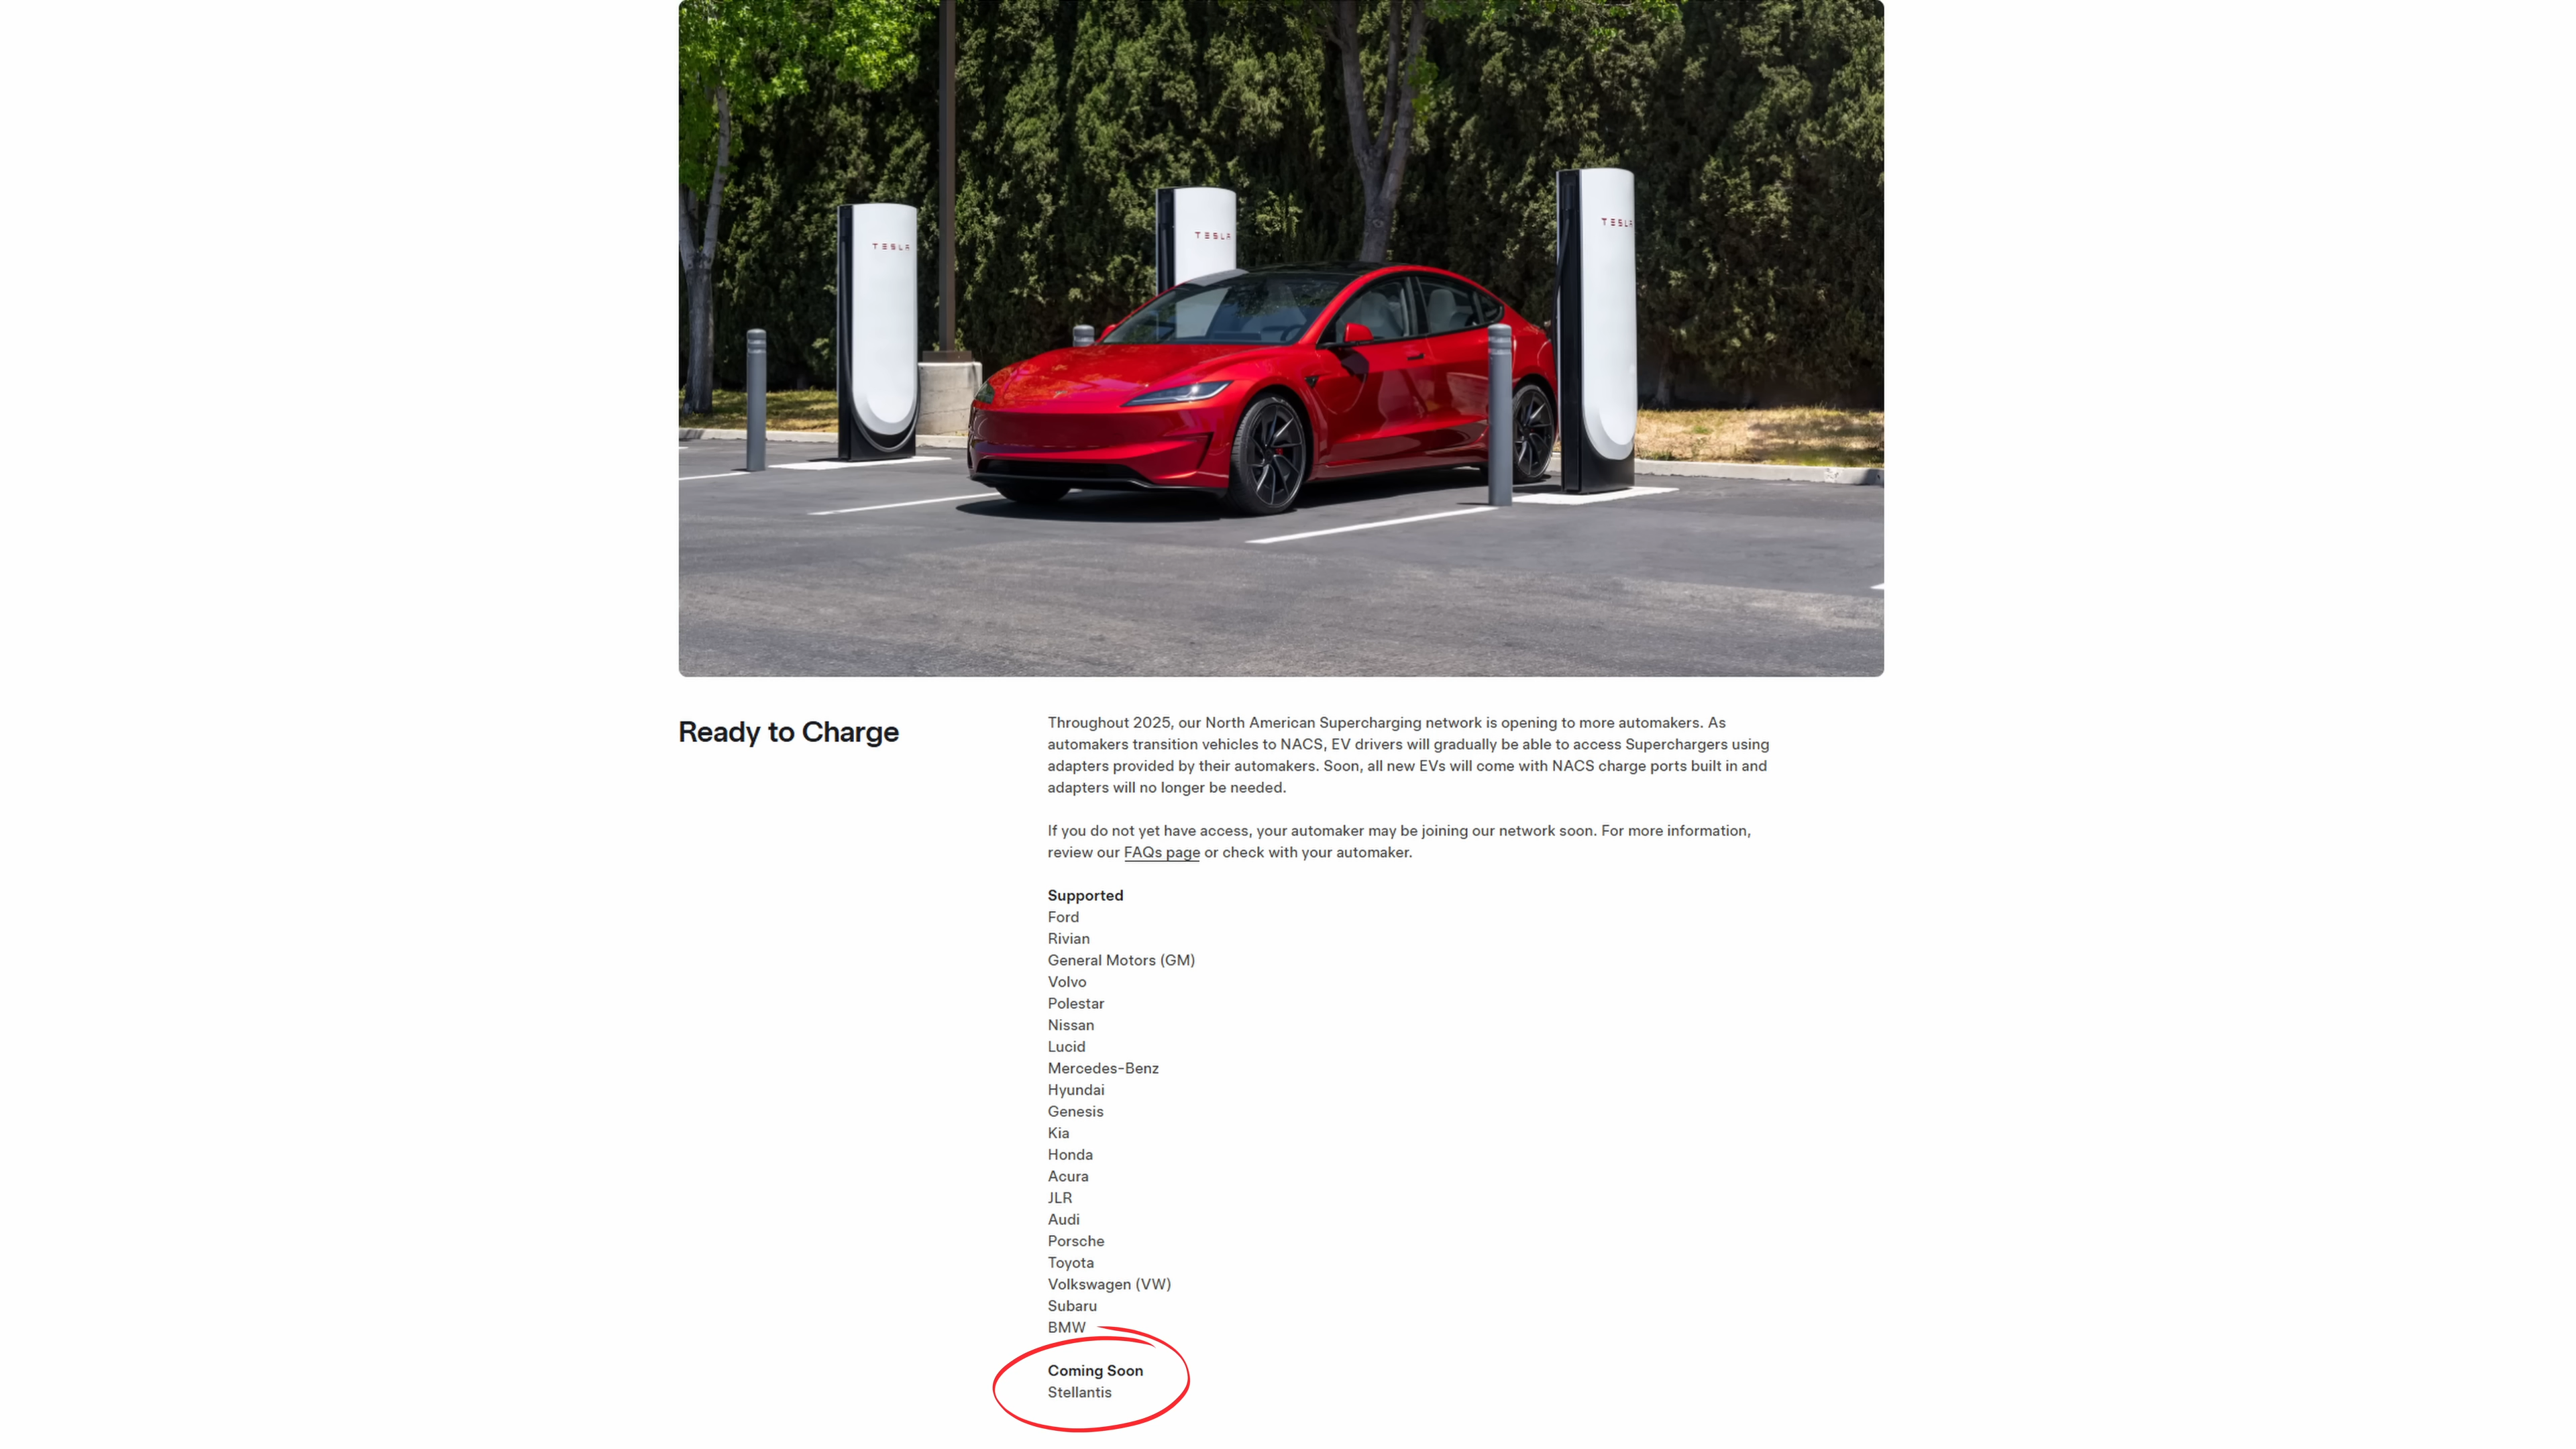 TESLA
TESLA
TESLA
Ready to Charge
Throughout 2025, our North American Supercharging network is opening to more automakers. As
automakers transition vehicles to NACS, EV drivers will gradually be able to access Superchargers using
adapters provided by their automakers. Soon, all new EVs will come with NACS charge ports built in and
adapters will no longer be needed.
If you do not yet have access, your automaker may be joining our network soon. For more information,
review our FAQs page or check with your automaker.
Supported
Ford
Rivian
General Motors (GM)
Volvo
Polestar
Nissan
Lucid
Mercedes-Benz
Hyundai
Genesis
Kia
Honda
Acura
JLR
Audi
Porsche
Toyota
Volkswagen (VW)
Subaru
BMW
Coming Soon
Stellantis